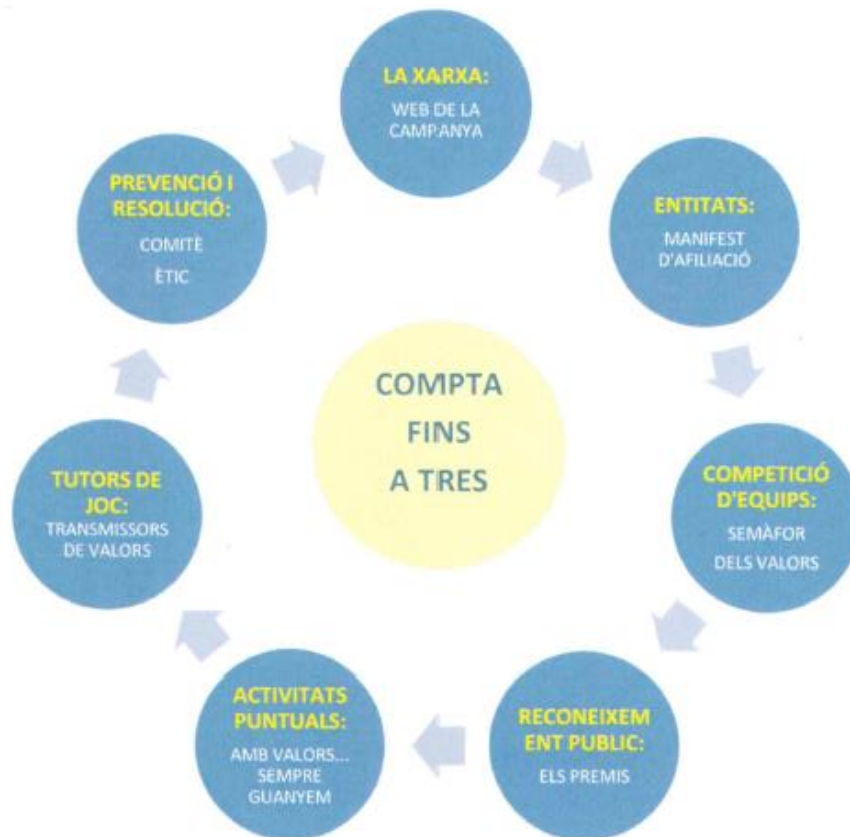 LA XARXA:
WEB DE LA
CAMPANYA
ENTITATS:
MANIFEST
D'AFILIACIÓ
COMPETICIÓ
D'EQUIPS:
SEMÀFOR
DELS VALORS
RECONEIXEM
ENT PUBLIC:
ELS PREMIS
ACTIVITATS
PUNTUALS:
AMB VALORS...
SEMPRE
GUANYEM
TUTORS DE
JOC:
TRANSMISSORS
DE VALORS
PREVENCIÓ I
RESOLUCIÓ:
COMITÈ
ÈTIC
COMPTA
FINS
A TRES